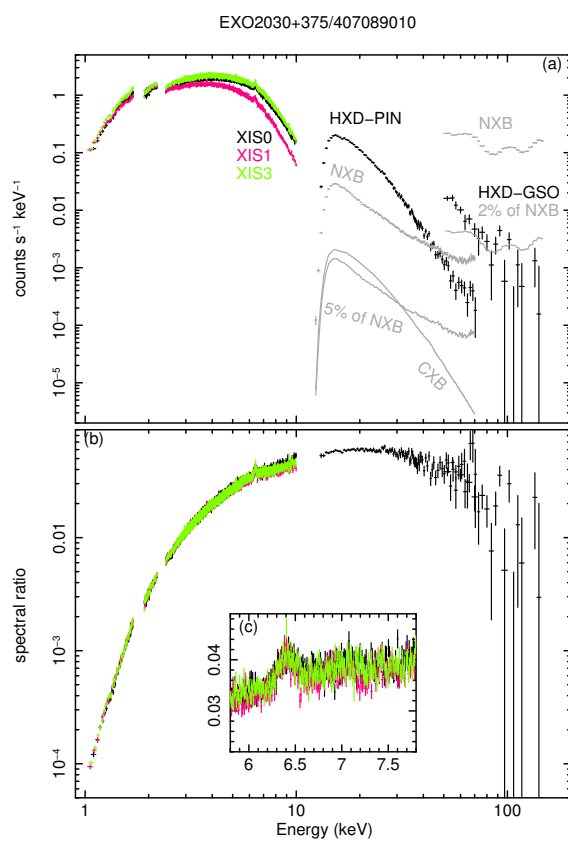 EXO2030+375/407089010
(a)
counts s⁻¹ keV⁻¹
1
0.1
0.01
10⁻³
10⁻⁴
10⁻⁵
XIS0
XIS1
XIS3
HXD−PIN
NXB
NXB
HXD−GSO
2% of NXB
5% of NXB
CXB
(b)
spectral ratio
0.01
10⁻³
10⁻⁴
(c)
0.04
0.03
6
6.5
7
7.5
1
10
100
Energy (keV)